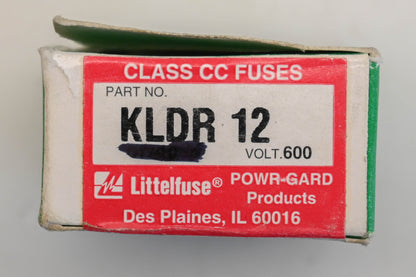 CLASS CC FUSES
PART NO.
KLDR 12
VOLT.600
Littelfuse® POWR-GARD
Products
Des Plaines, IL 60016